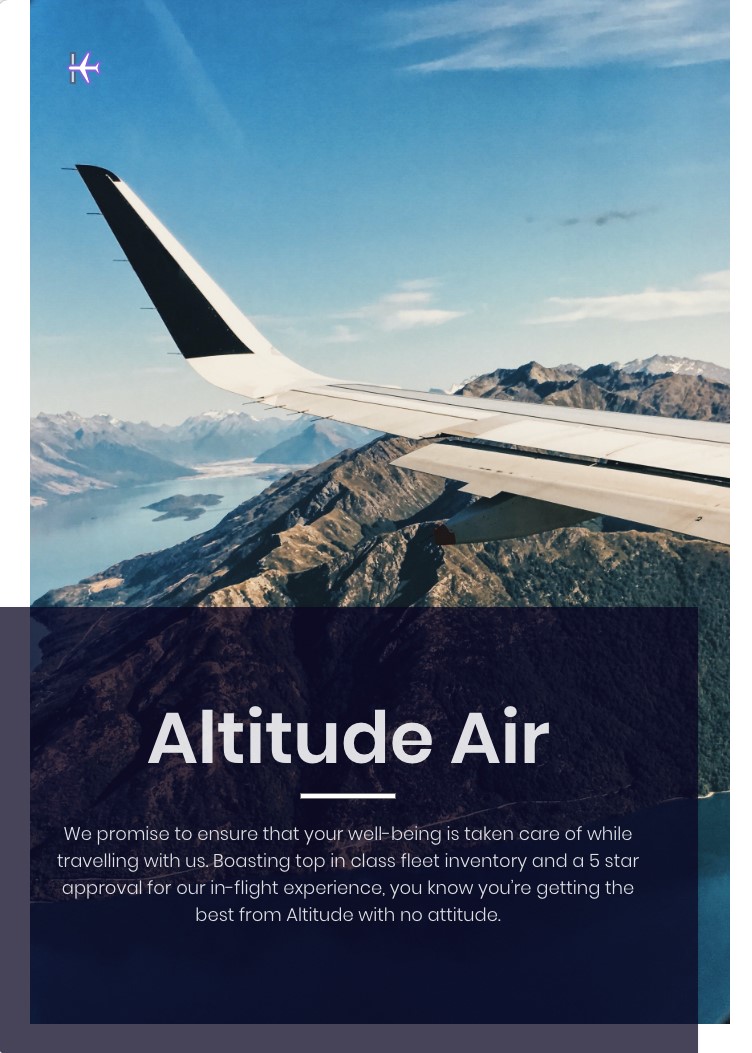 Altitude Air
We promise to ensure that your well-being is taken care of while
travelling with us. Boasting top in class fleet inventory and a 5 star
approval for our in-flight experience, you know you’re getting the
best from Altitude with no attitude.